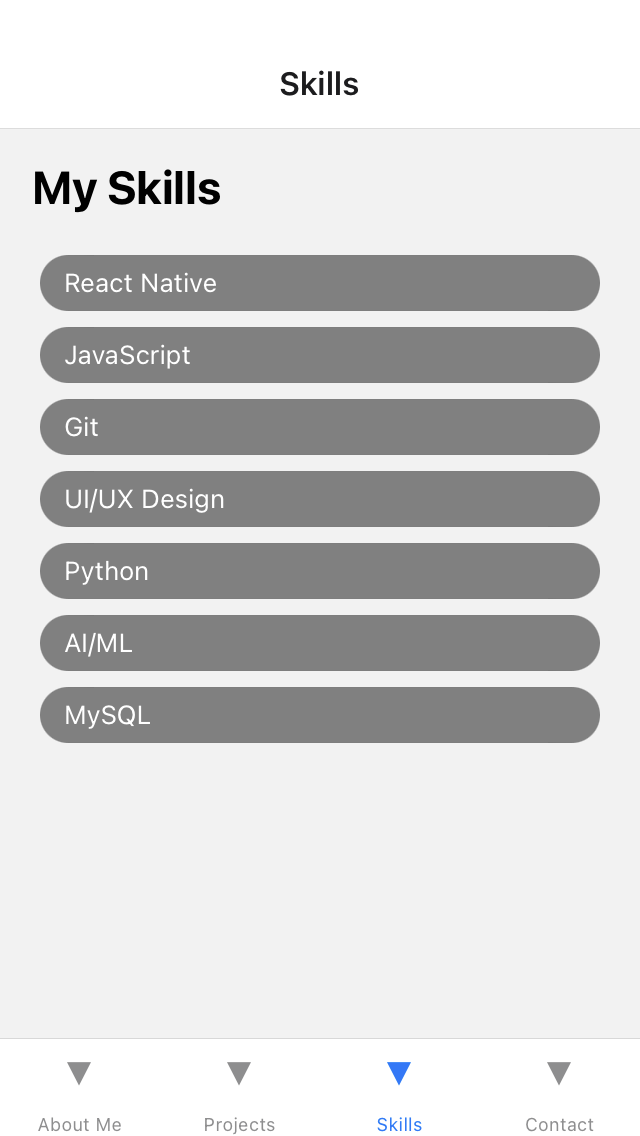 Skills
My Skills
React Native
JavaScript
Git
UI/UX Design
Python
AI/ML
MySQL
About Me Projects Skills Contact